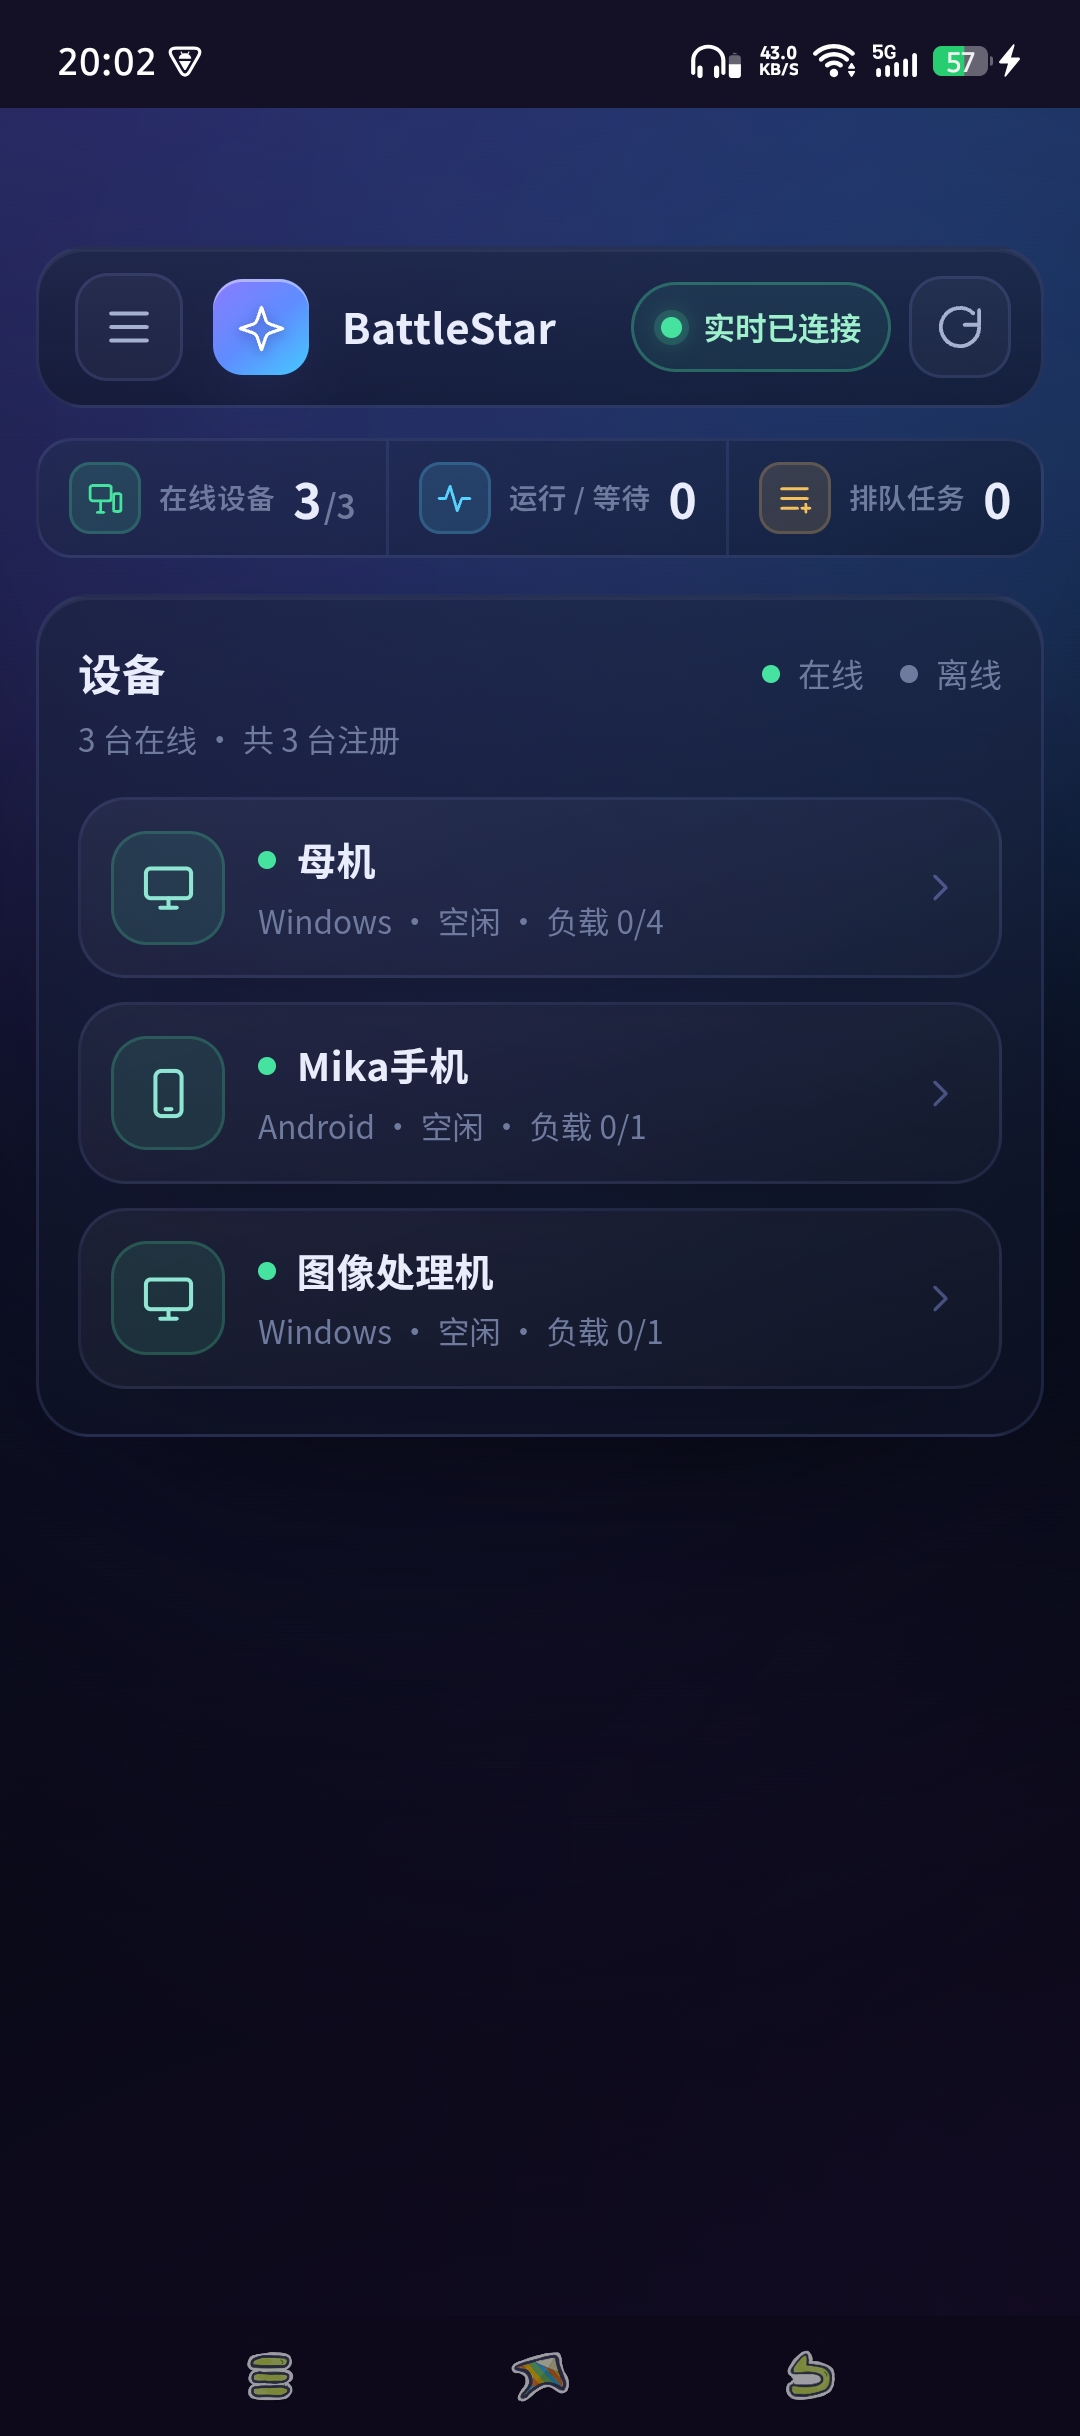 20:02
43.0 KB/S 5G 57
BattleStar 实时已连接
在线设备 3/3 运行 / 等待 0 排队任务 0
设备 在线 离线
3 台在线 · 共 3 台注册
母机
Windows · 空闲 · 负载 0/4
Mika手机
Android · 空闲 · 负载 0/1
图像处理机
Windows · 空闲 · 负载 0/1